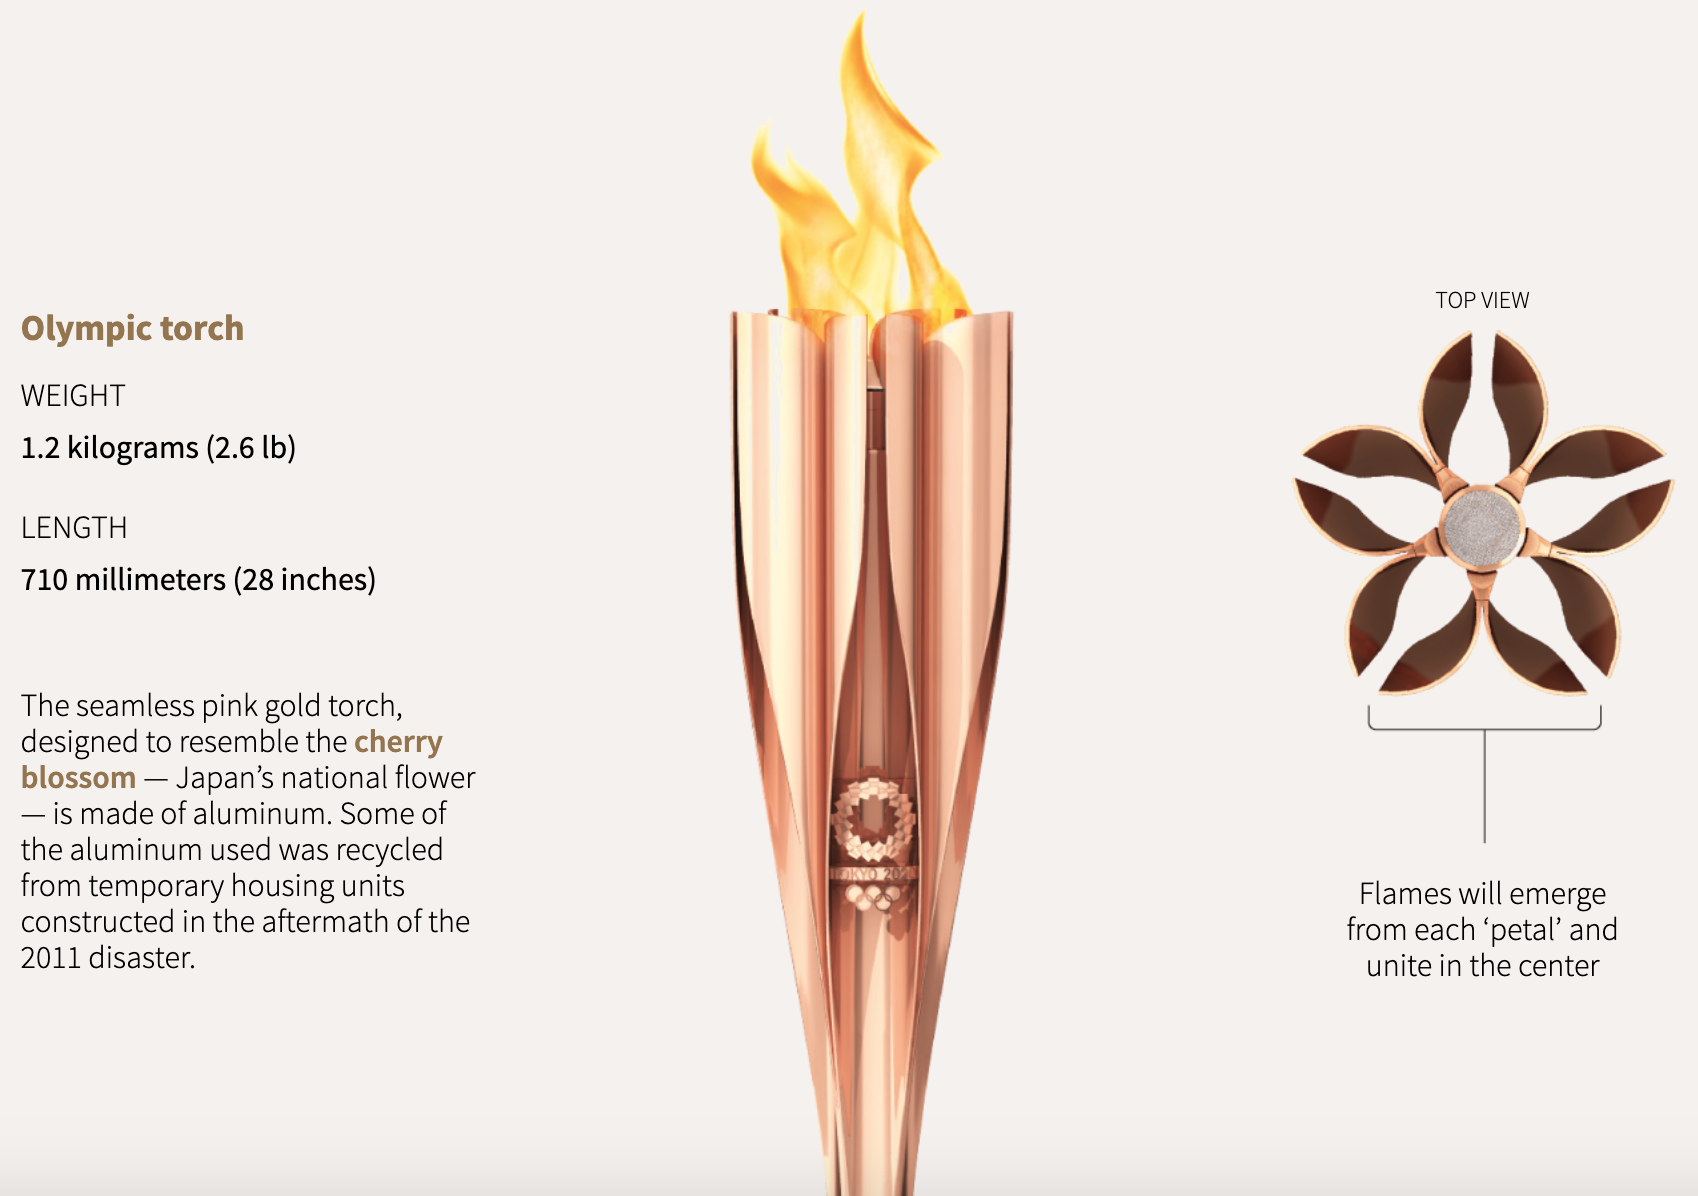 Olympic torch
WEIGHT
1.2 kilograms (2.6 lb)
LENGTH
710 millimeters (28 inches)
The seamless pink gold torch,
designed to resemble the cherry
blossom — Japan’s national flower
— is made of aluminum. Some of
the aluminum used was recycled
from temporary housing units
constructed in the aftermath of the
2011 disaster.
TOKYO
TOP VIEW
Flames will emerge
from each ‘petal’ and
unite in the center